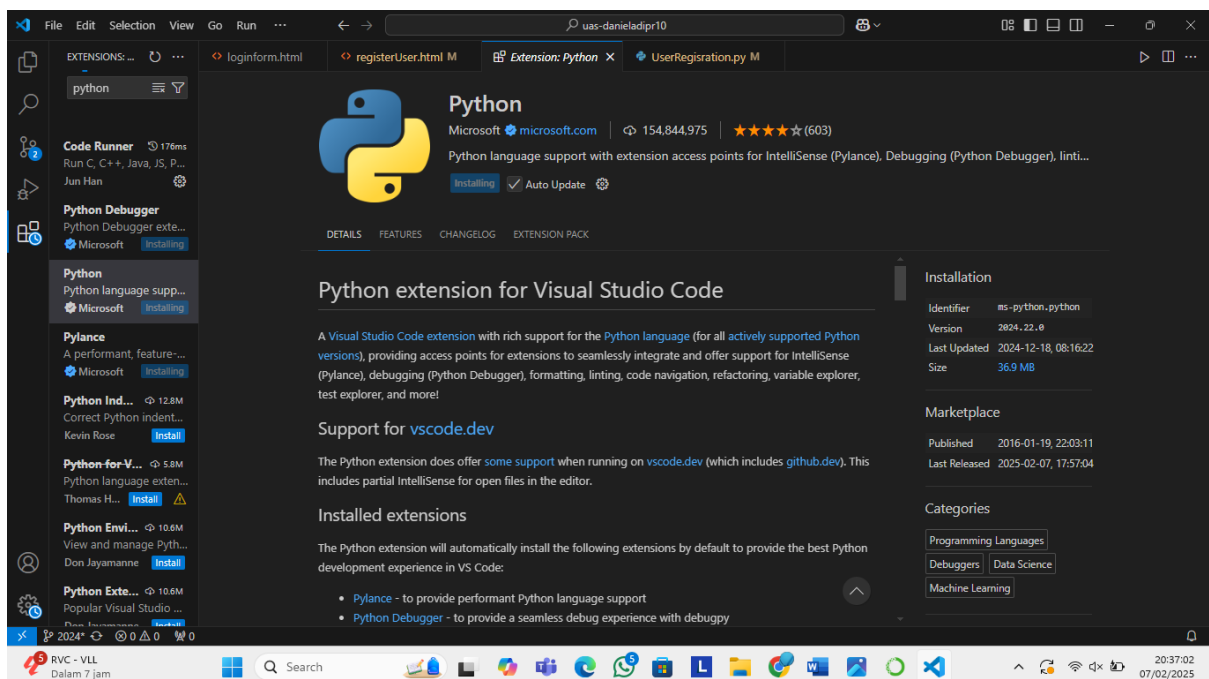 File Edit Selection View Go Run ··· uas-danieladipr10
EXTENSIONS: ...
python
Code Runner 176ms
Run C, C++, Java, JS, P...
Jun Han
Python Debugger
Python Debugger exte...
Microsoft Installing
Python
Python language supp...
Microsoft Installing
Pylance
A performant, feature-...
Microsoft Installing
Python Ind... 12.8M
Correct Python indent...
Kevin Rose Install
Python for V... 5.8M
Python language exten...
Thomas H... Install
Python Envi... 10.6M
View and manage Pyth...
Don Jayamanne Install
Python Exte... 10.6M
Popular Visual Studio ...
Don Jayamanne Install
loginform.html registerUser.html M Extension: Python UserRegisration.py M
Python
Microsoft microsoft.com 154,844,975 (603)
Python language support with extension access points for IntelliSense (Pylance), Debugging (Python Debugger), linti...
Installing Auto Update
DETAILS FEATURES CHANGELOG EXTENSION PACK
Python extension for Visual Studio Code
A Visual Studio Code extension with rich support for the Python language (for all actively supported Python
versions), providing access points for extensions to seamlessly integrate and offer support for IntelliSense
(Pylance), debugging (Python Debugger), formatting, linting, code navigation, refactoring, variable explorer,
test explorer, and more!
Support for vscode.dev
The Python extension does offer some support when running on vscode.dev (which includes github.dev). This
includes partial IntelliSense for open files in the editor.
Installed extensions
The Python extension will automatically install the following extensions by default to provide the best Python
development experience in VS Code:
• Pylance - to provide performant Python language support
• Python Debugger - to provide a seamless debug experience with debugpy
Installation
Identifier ms-python.python
Version 2024.22.0
Last Updated 2024-12-18, 08:16:22
Size 36.9 MB
Marketplace
Published 2016-01-19, 22:03:11
Last Released 2025-02-07, 17:57:04
Categories
Programming Languages
Debuggers Data Science
Machine Learning
2
2024* 0 0 0
5 RVC - VLL
Dalam 7 jam
Search
5
L
20:37:02
07/02/2025